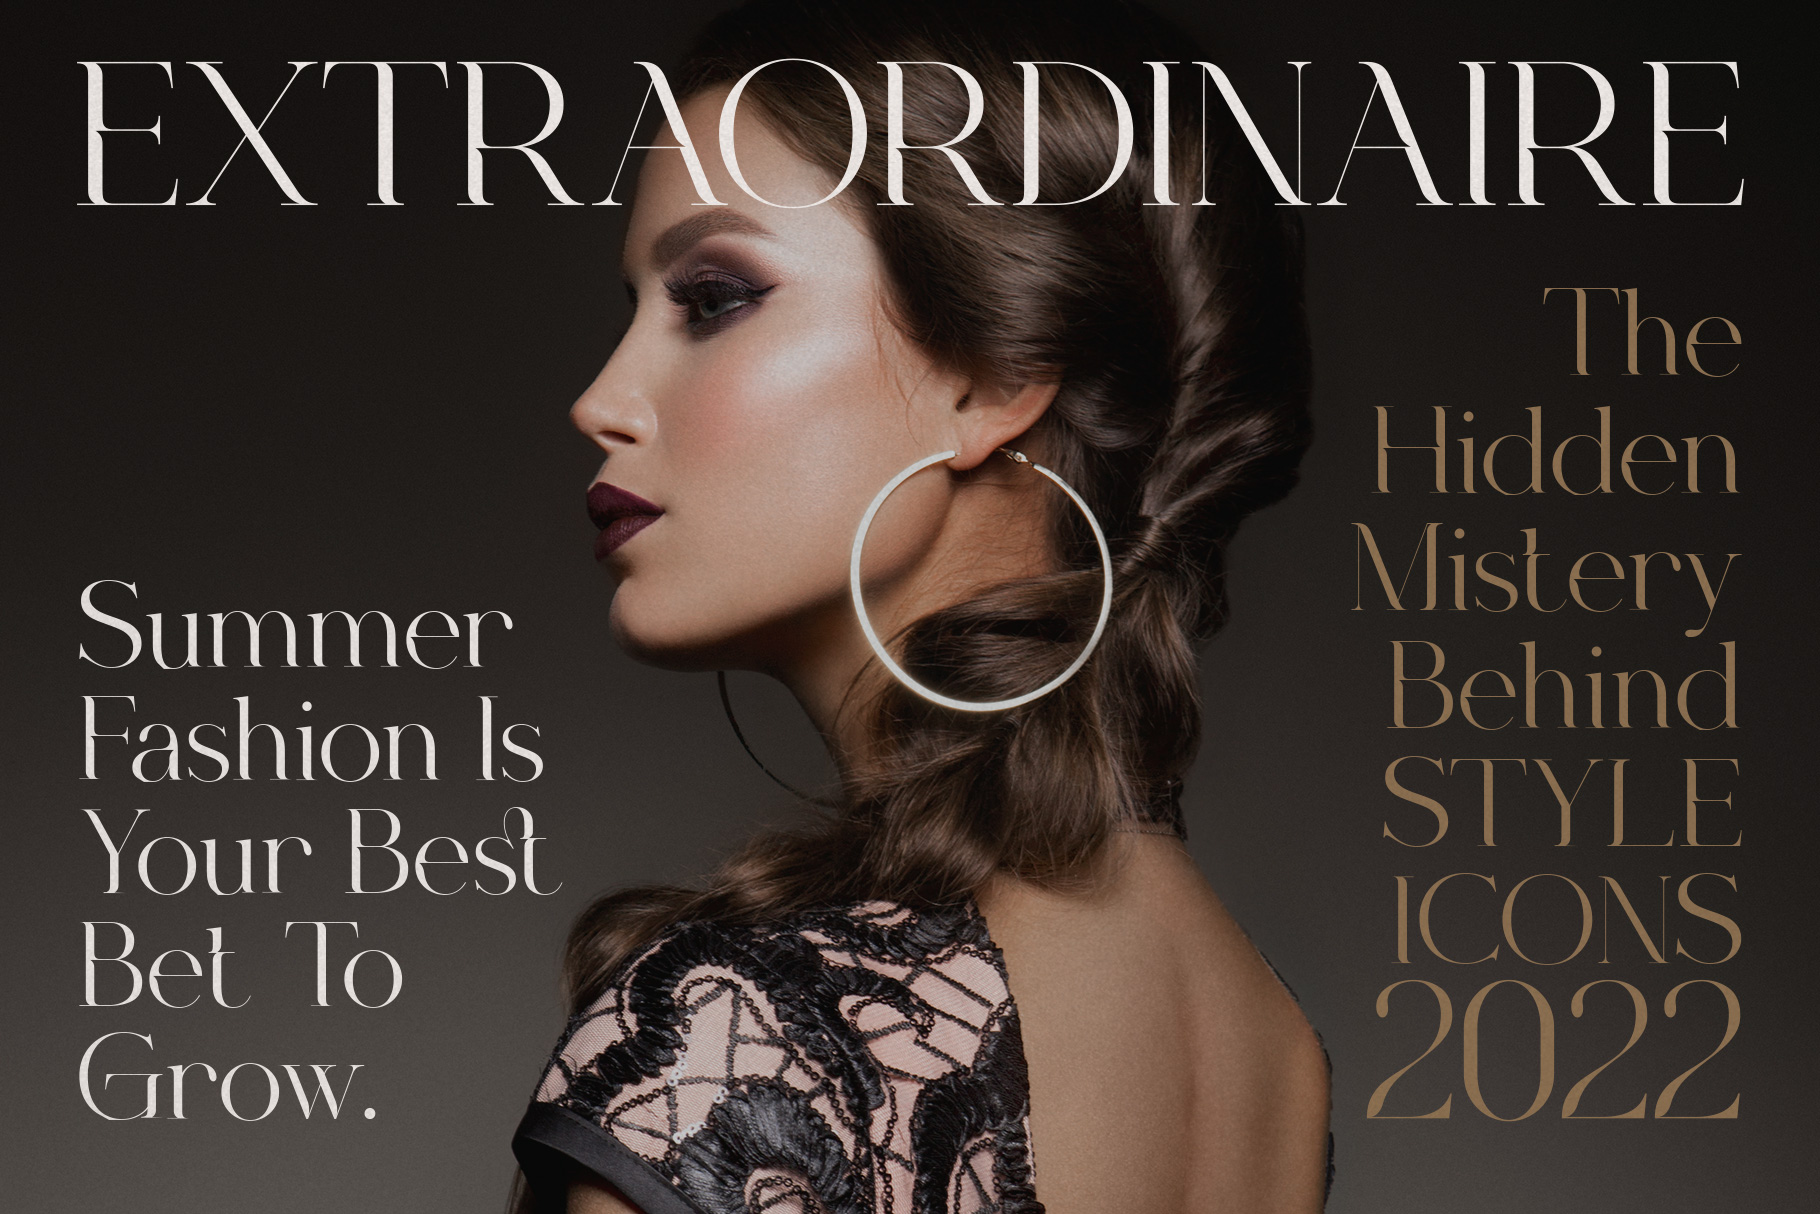 EXTRAORDINAIRE
Summer
Fashion Is
Your Best
Bet To
Grow.
The
Hidden
Mistery
Behind
STYLE
ICONS
2022